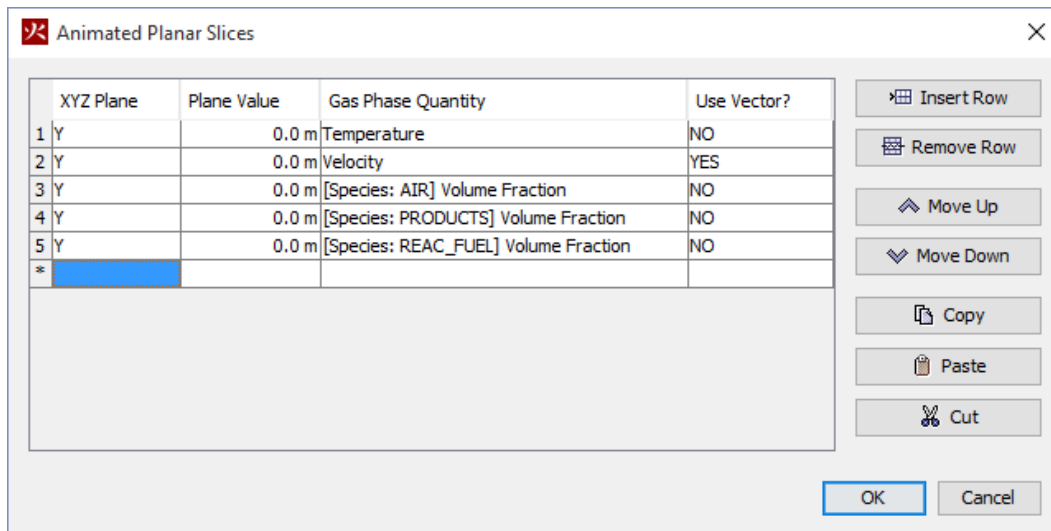 火 Animated Planar Slices
XYZ Plane Plane Value Gas Phase Quantity Use Vector?
1 Y 0.0 m Temperature NO
2 Y 0.0 m Velocity YES
3 Y 0.0 m [Species: AIR] Volume Fraction NO
4 Y 0.0 m [Species: PRODUCTS] Volume Fraction NO
5 Y 0.0 m [Species: REAC_FUEL] Volume Fraction NO
*
Insert Row
Remove Row
Move Up
Move Down
Copy
Paste
Cut
OK Cancel